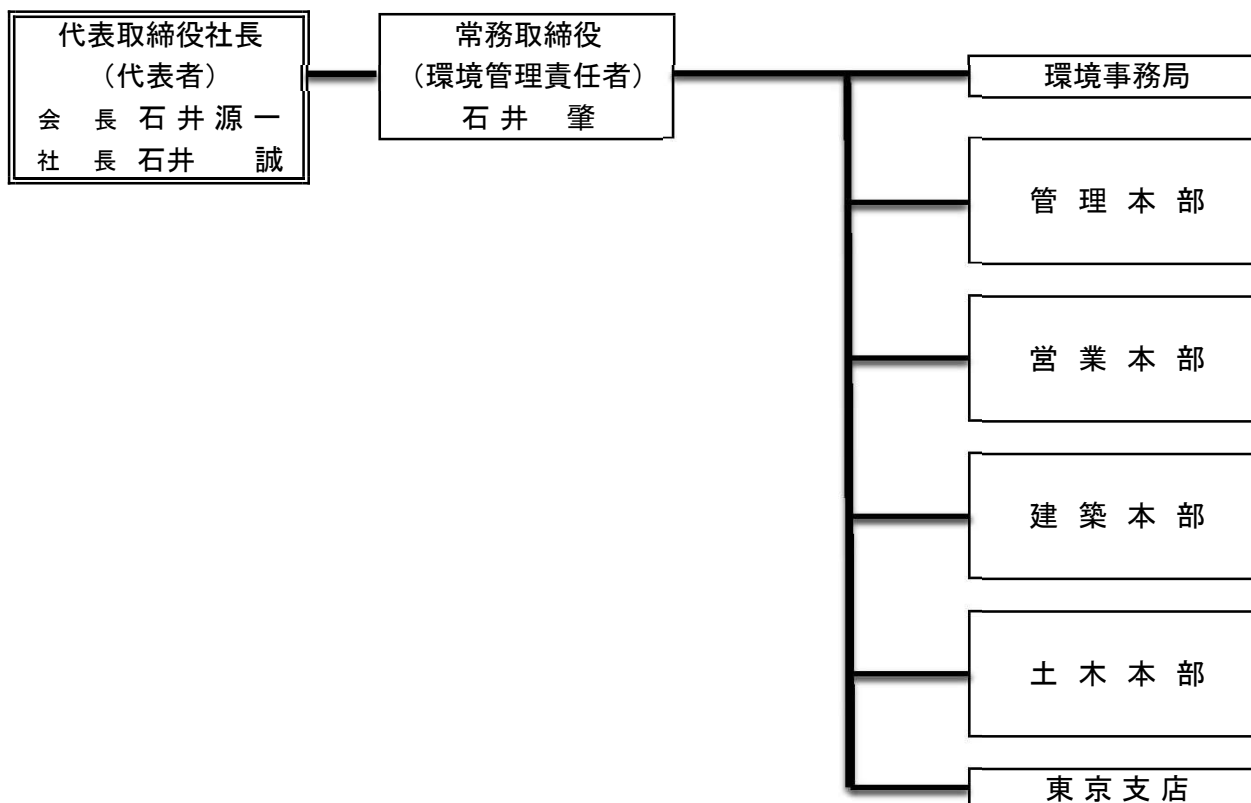 代表取締役社長
（代表者）
会　長 石 井 源 一
社　長 石井　　誠
常務取締役
（環境管理責任者）
石 井　肇
環境事務局
管 理 本 部
営 業 本 部
建 築 本 部
土 木 本 部
東 京 支 店